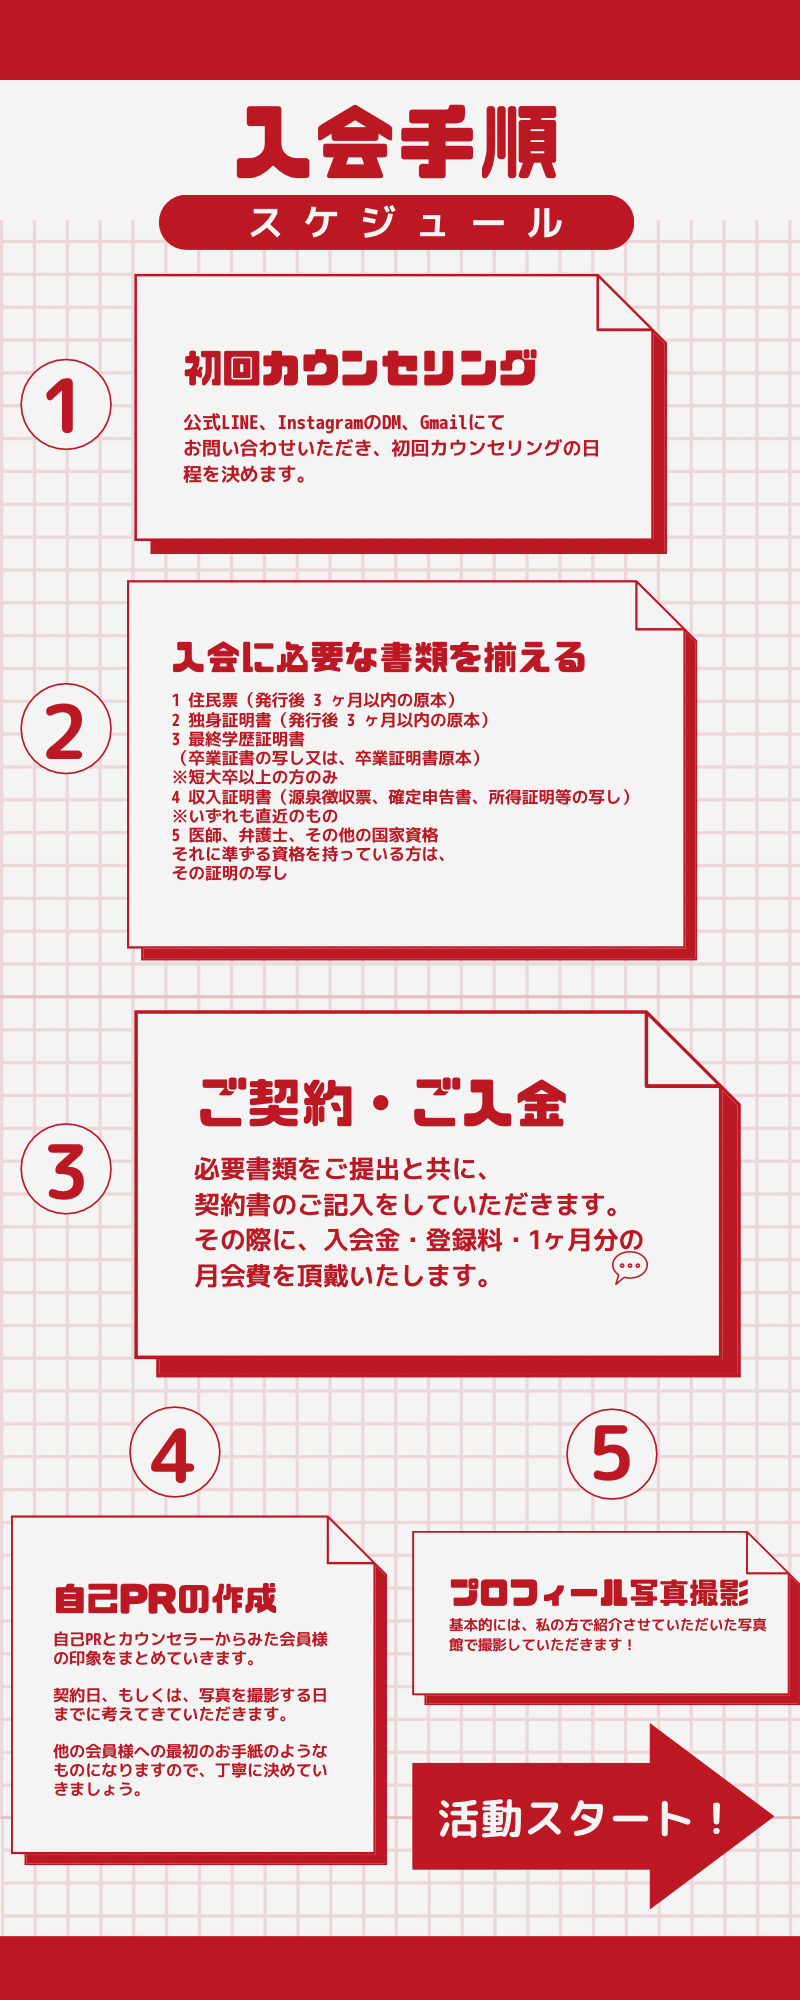 入会手順
スケジュール
1
初回カウンセリング
公式LINE、InstagramのDM、Gmailにて
お問い合わせいただき、初回カウンセリングの日
程を決めます。
2
入会に必要な書類を揃える
1 住民票（発行後 3 ヶ月以内の原本）
2 独身証明書（発行後 3 ヶ月以内の原本）
3 最終学歴証明書
（卒業証書の写し又は、卒業証明書原本）
※短大卒以上の方のみ
4 収入証明書（源泉徴収票、確定申告書、所得証明等の写し）
※いずれも直近のもの
5 医師、弁護士、その他の国家資格
それに準ずる資格を持っている方は、
その証明の写し
3
ご契約・ご入金
必要書類をご提出と共に、
契約書のご記入をしていただきます。
その際に、入会金・登録料・1ヶ月分の
月会費を頂戴いたします。
4
自己PRの作成
自己PRとカウンセラーからみた会員様
の印象をまとめていきます。
契約日、もしくは、写真を撮影する日
までに考えてきていただきます。
他の会員様への最初のお手紙のような
ものになりますので、丁寧に決めてい
きましょう。
5
プロフィール写真撮影
基本的には、私の方で紹介させていただいた写真
館で撮影していただきます！
活動スタート！